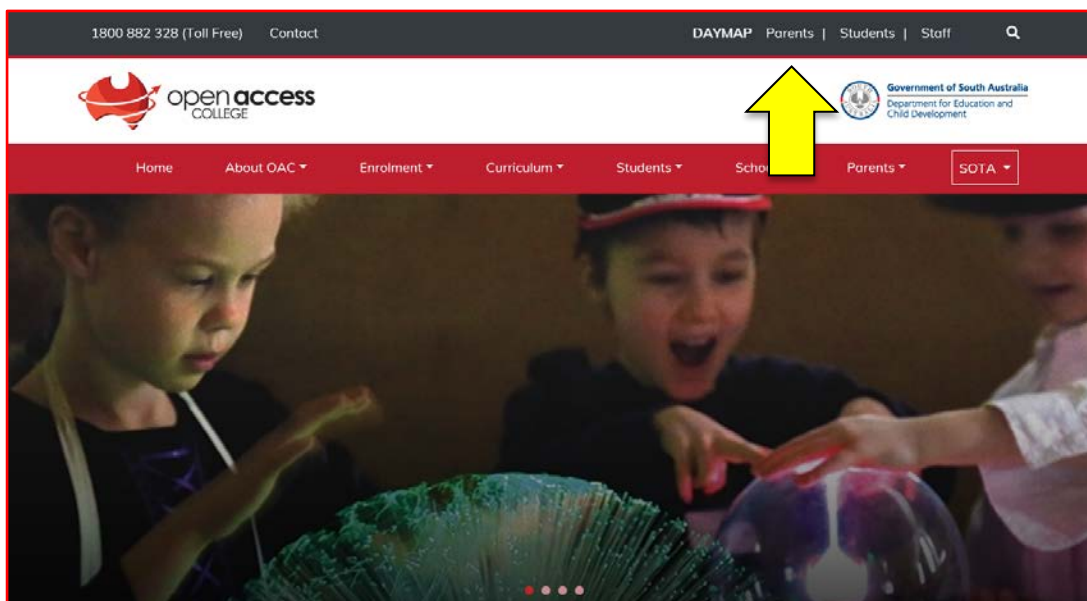 1800 882 328 (Toll Free) Contact DAYMAP Parents | Students | Staff
open access
COLLEGE
Government of South Australia
Department for Education and
Child Development
Home About OAC Enrolment Curriculum Students Parents SOTA